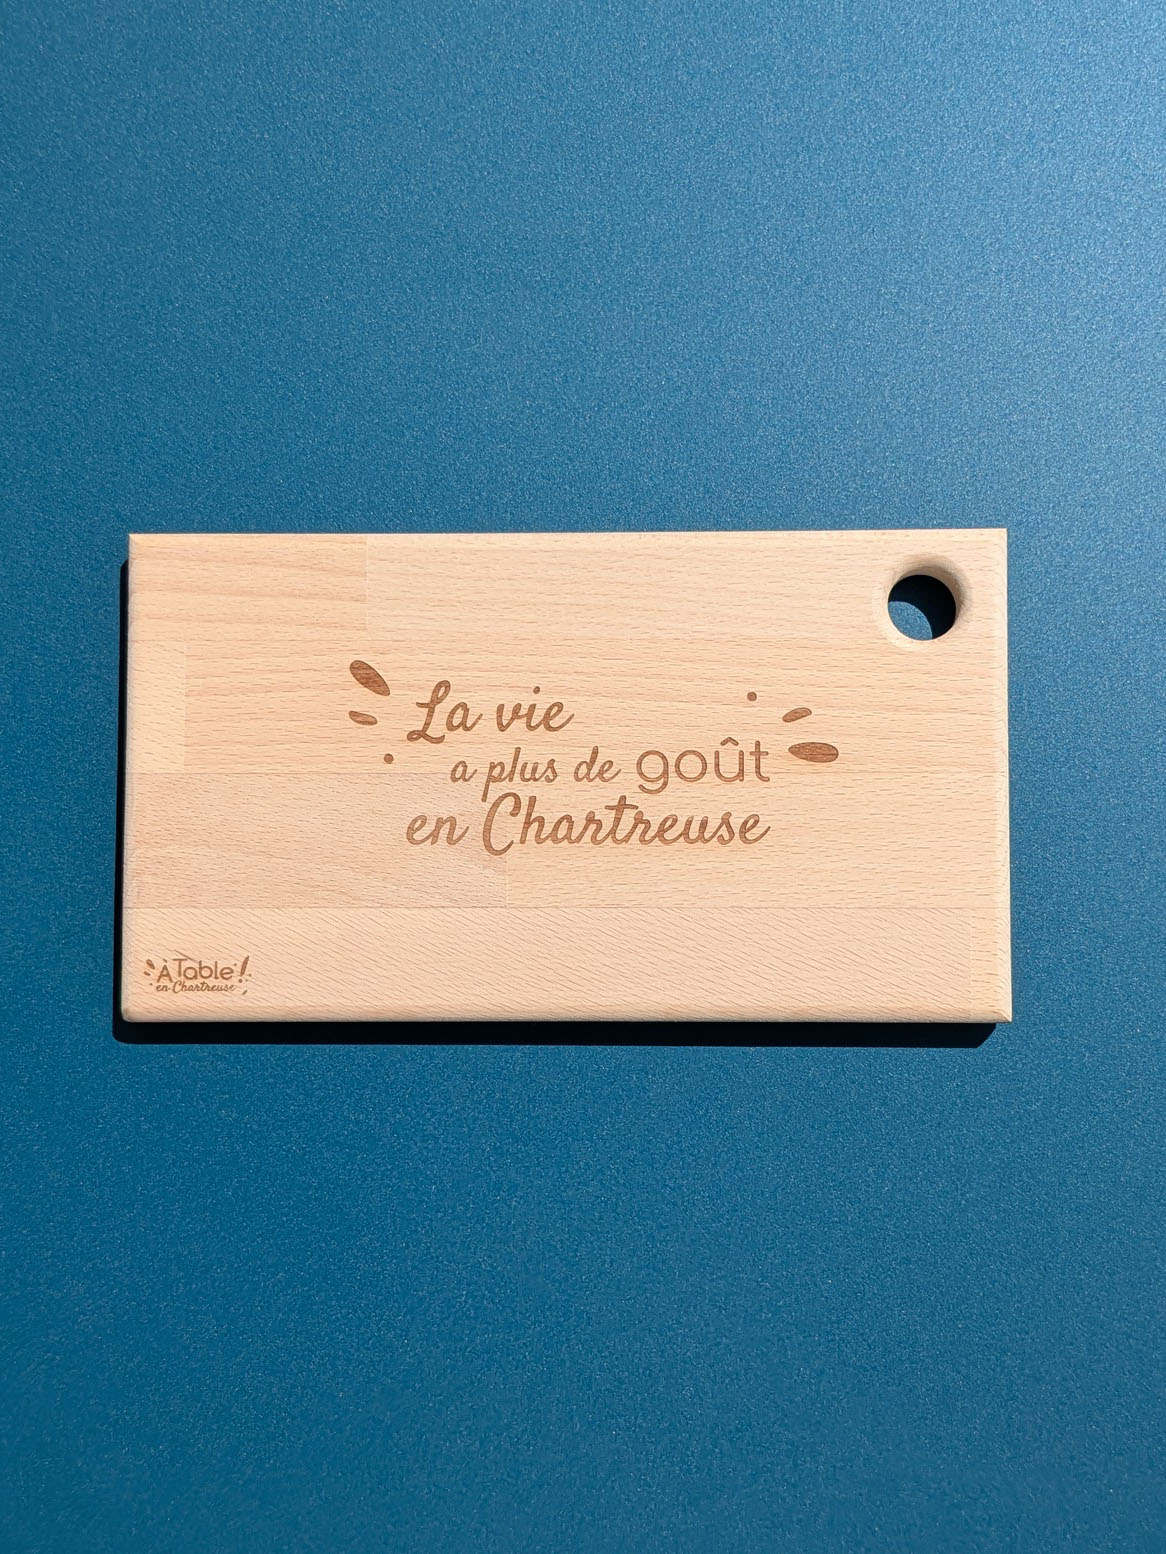 La vie
a plus de goût
en Chartreuse
À Table !
en Chartreuse